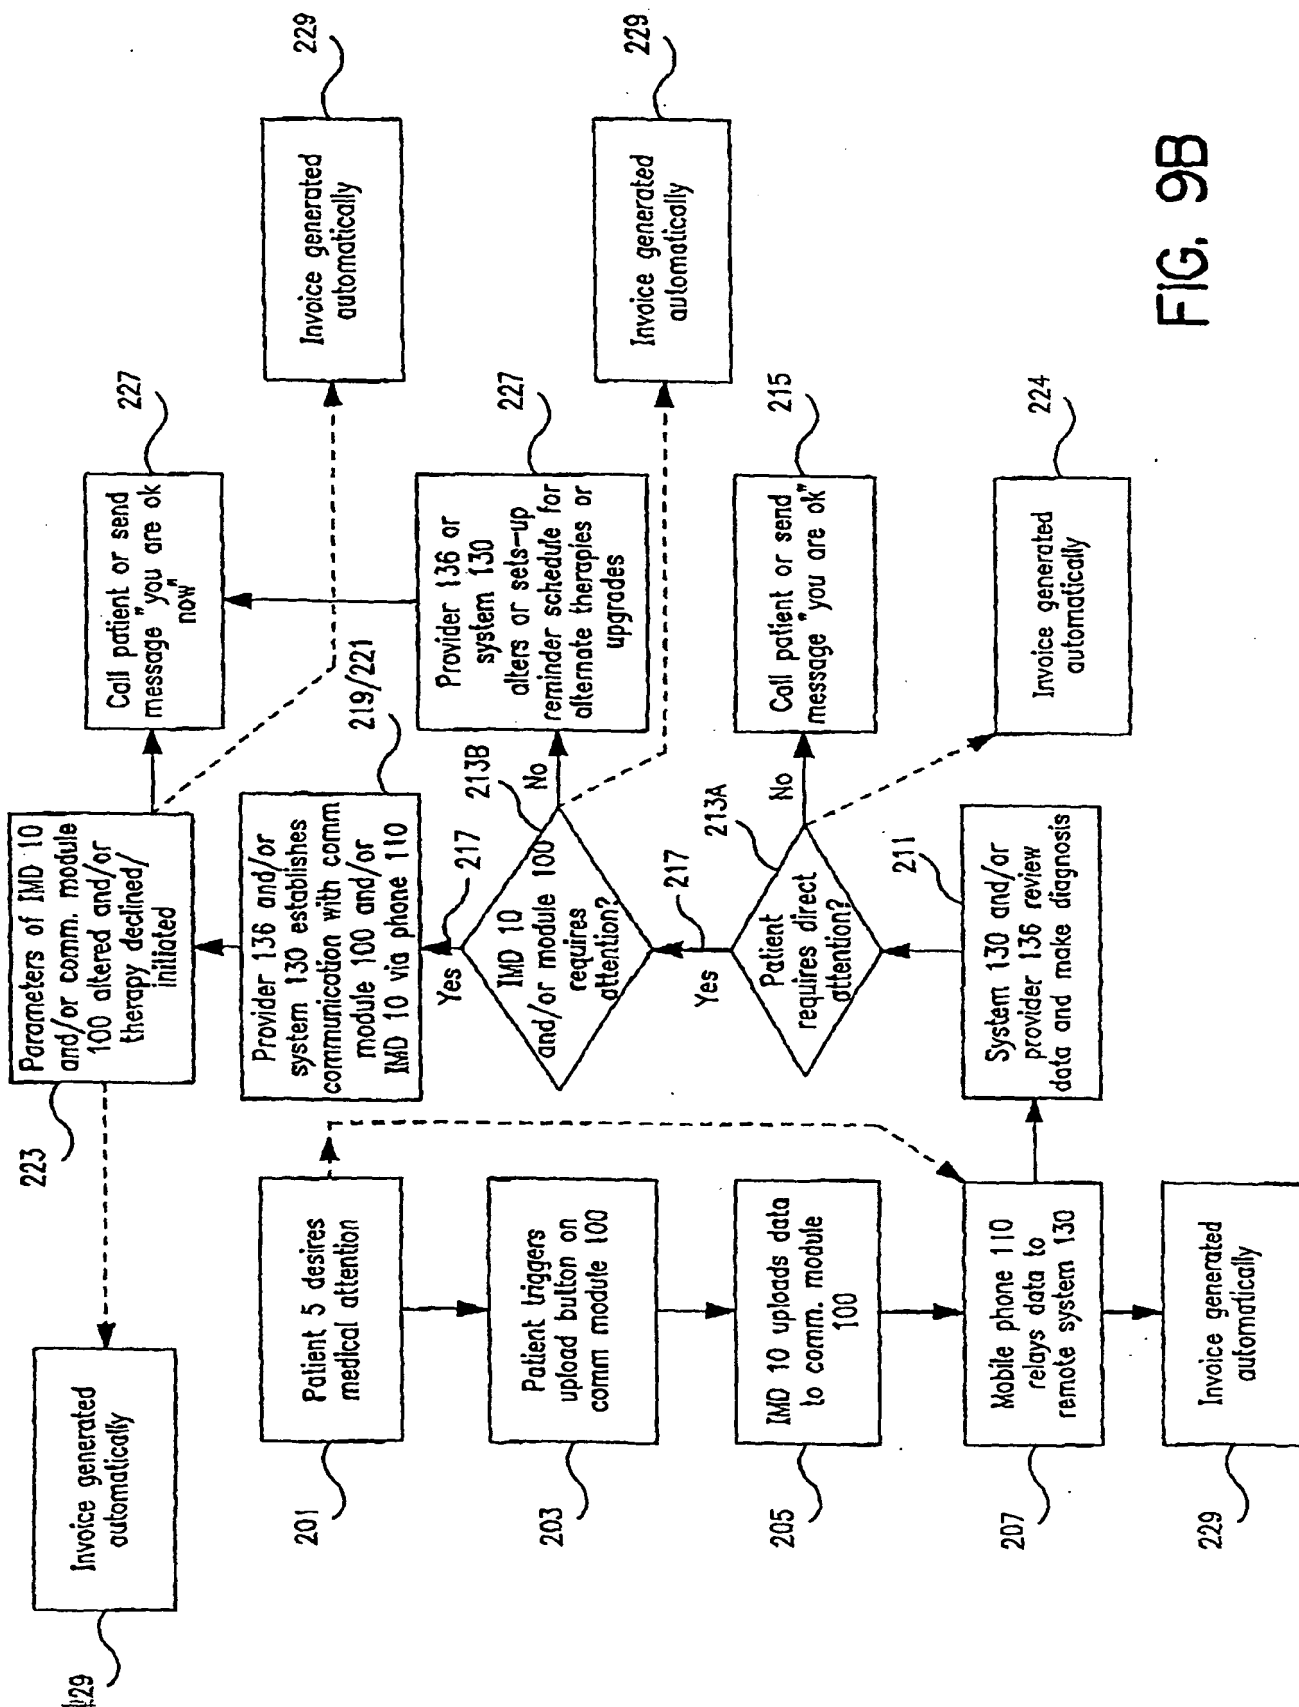 Invoice generated
automatically
229
Parameters of IMD 10
and/or comm. module
100 altered and/or
therapy declined/
initiated
223
Call patient or send
message "you are ok
now"
227
Invoice generated
automatically
229
Patient 5 desires
medical attention
201
Provider 136 and/or
system 130 establishes
communication with comm
module 100 and/or
IMD 10 via phone 110
219/221
217
Yes
Patient triggers
upload button on
comm module 100
203
IMD 10
and/or module 100
requires
attention?
213B
No
Provider 136 or
system 130
alters or sets-up
reminder schedule for
alternate therapies or
upgrades
227
Invoice generated
automatically
229
217
Yes
IMD 10 uploads data
to comm. module
100
205
Patient
requires direct
attention?
213A
No
Call patient or send
message "you are ok"
215
Mobile phone 110
relays data to
remote system 130
207
System 130 and/or
provider 136 review
data and make diagnosis
211
Invoice generated
automatically
224
Invoice generated
automatically
229
FIG. 9B